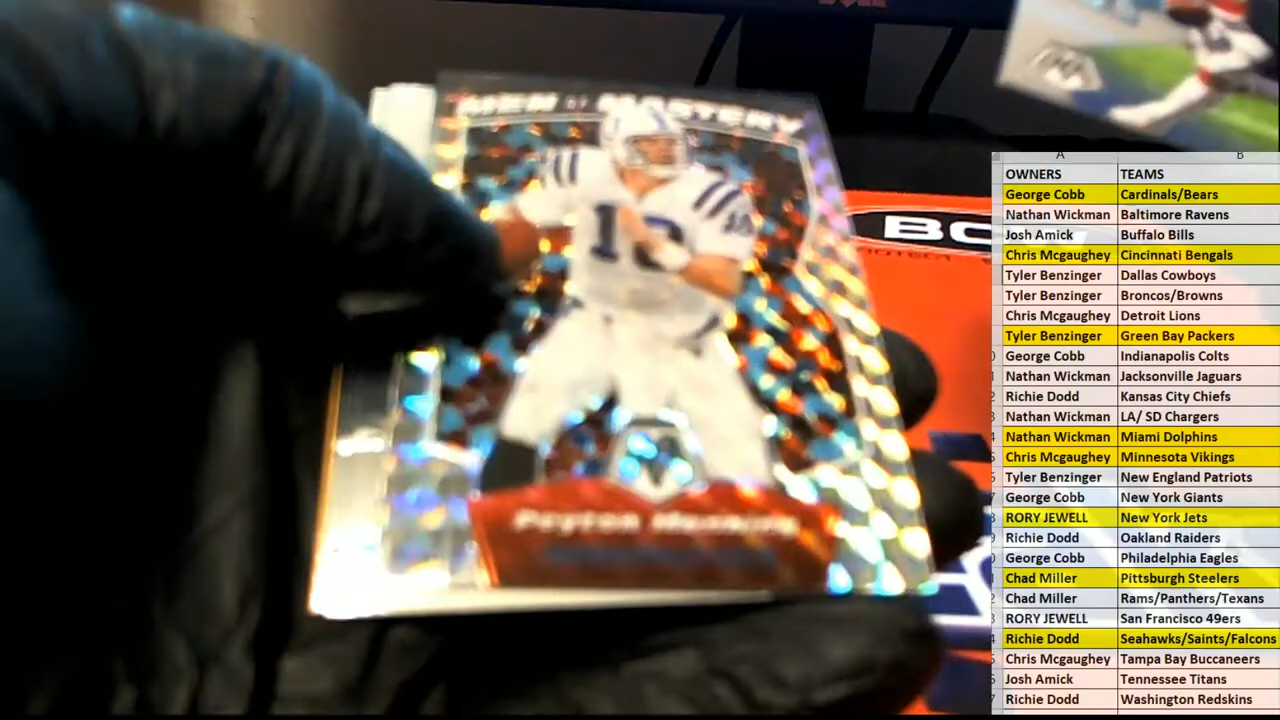 MEN OF MASTERY
Peyton Manning
A B
OWNERS TEAMS
George Cobb Cardinals/Bears
Nathan Wickman Baltimore Ravens
Josh Amick Buffalo Bills
Chris Mcgaughey Cincinnati Bengals
Tyler Benzinger Dallas Cowboys
Tyler Benzinger Broncos/Browns
Chris Mcgaughey Detroit Lions
Tyler Benzinger Green Bay Packers
George Cobb Indianapolis Colts
Nathan Wickman Jacksonville Jaguars
Richie Dodd Kansas City Chiefs
Nathan Wickman LA/ SD Chargers
Nathan Wickman Miami Dolphins
Chris Mcgaughey Minnesota Vikings
Tyler Benzinger New England Patriots
George Cobb New York Giants
RORY JEWELL New York Jets
Richie Dodd Oakland Raiders
George Cobb Philadelphia Eagles
Chad Miller Pittsburgh Steelers
Chad Miller Rams/Panthers/Texans
RORY JEWELL San Francisco 49ers
Richie Dodd Seahawks/Saints/Falcons
Chris Mcgaughey Tampa Bay Buccaneers
Josh Amick Tennessee Titans
Richie Dodd Washington Redskins